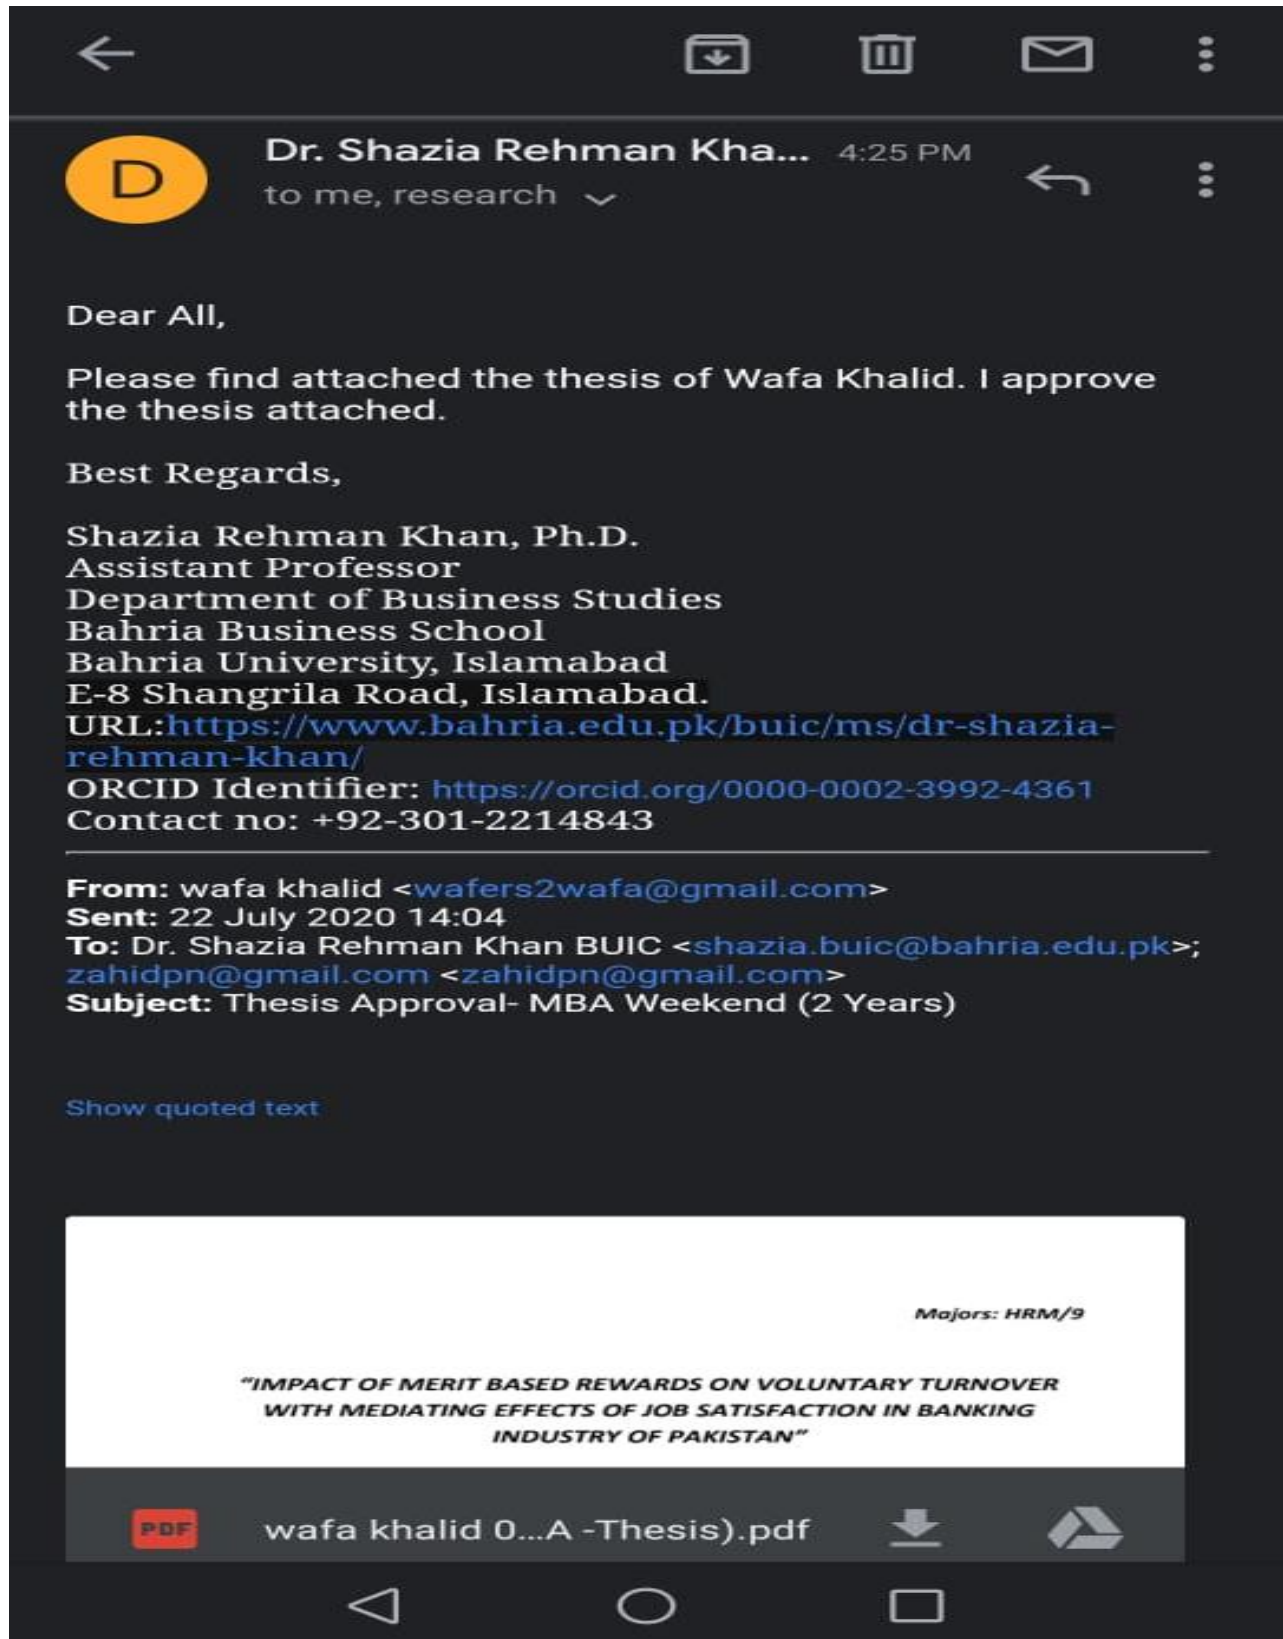 D
Dr. Shazia Rehman Kha... 4:25 PM
to me, research
Dear All,
Please find attached the thesis of Wafa Khalid. I approve
the thesis attached.
Best Regards,
Shazia Rehman Khan, Ph.D.
Assistant Professor
Department of Business Studies
Bahria Business School
Bahria University, Islamabad
E-8 Shangrila Road, Islamabad.
URL:https://www.bahria.edu.pk/buic/ms/dr-shazia-
rehman-khan/
ORCID Identifier: https://orcid.org/0000-0002-3992-4361
Contact no: +92-301-2214843
From: wafa khalid <wafers2wafa@gmail.com>
Sent: 22 July 2020 14:04
To: Dr. Shazia Rehman Khan BUIC <shazia.buic@bahria.edu.pk>;
zahidpn@gmail.com <zahidpn@gmail.com>
Subject: Thesis Approval- MBA Weekend (2 Years)
Show quoted text
Majors: HRM/9
"IMPACT OF MERIT BASED REWARDS ON VOLUNTARY TURNOVER
WITH MEDIATING EFFECTS OF JOB SATISFACTION IN BANKING
INDUSTRY OF PAKISTAN"
PDF
wafa khalid 0...A -Thesis).pdf